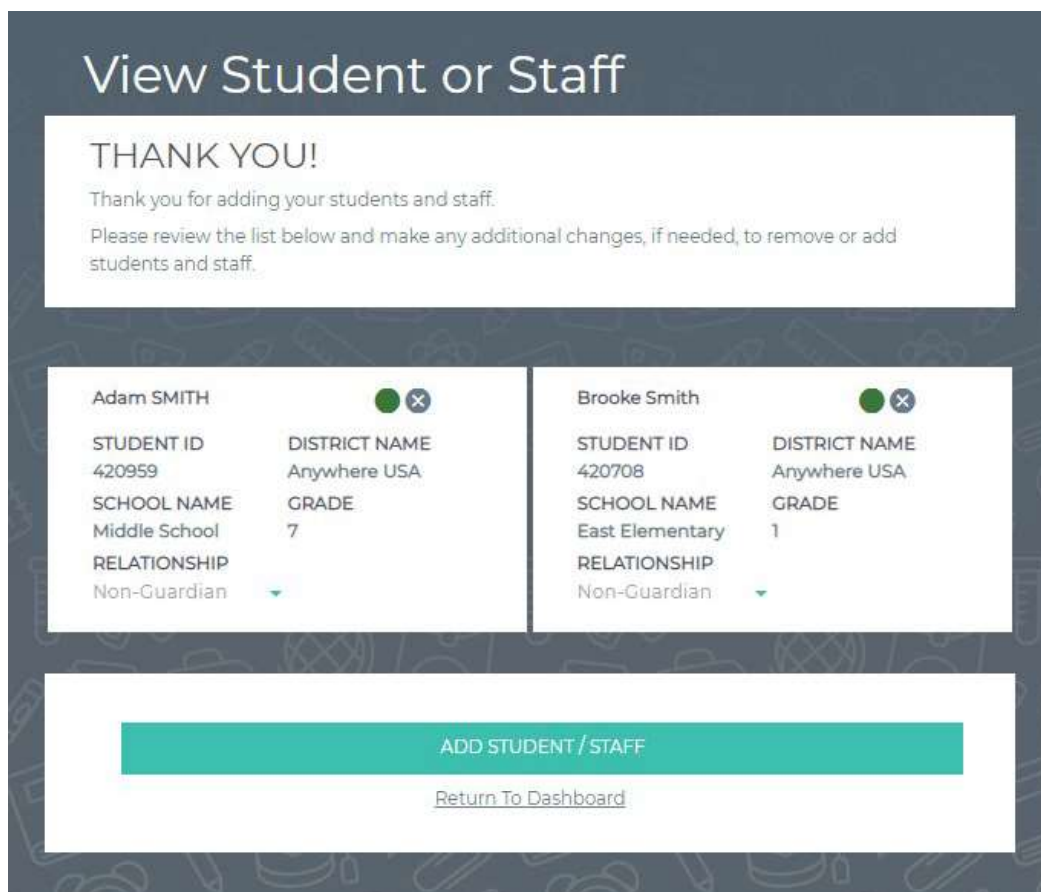 View Student or Staff
THANK YOU!
Thank you for adding your students and staff.
Please review the list below and make any additional changes, if needed, to remove or add
students and staff.
Adam SMITH
STUDENT ID DISTRICT NAME
420959 Anywhere USA
SCHOOL NAME GRADE
Middle School 7
RELATIONSHIP
Non-Guardian
Brooke Smith
STUDENT ID DISTRICT NAME
420708 Anywhere USA
SCHOOL NAME GRADE
East Elementary 1
RELATIONSHIP
Non-Guardian
ADD STUDENT / STAFF
Return To Dashboard